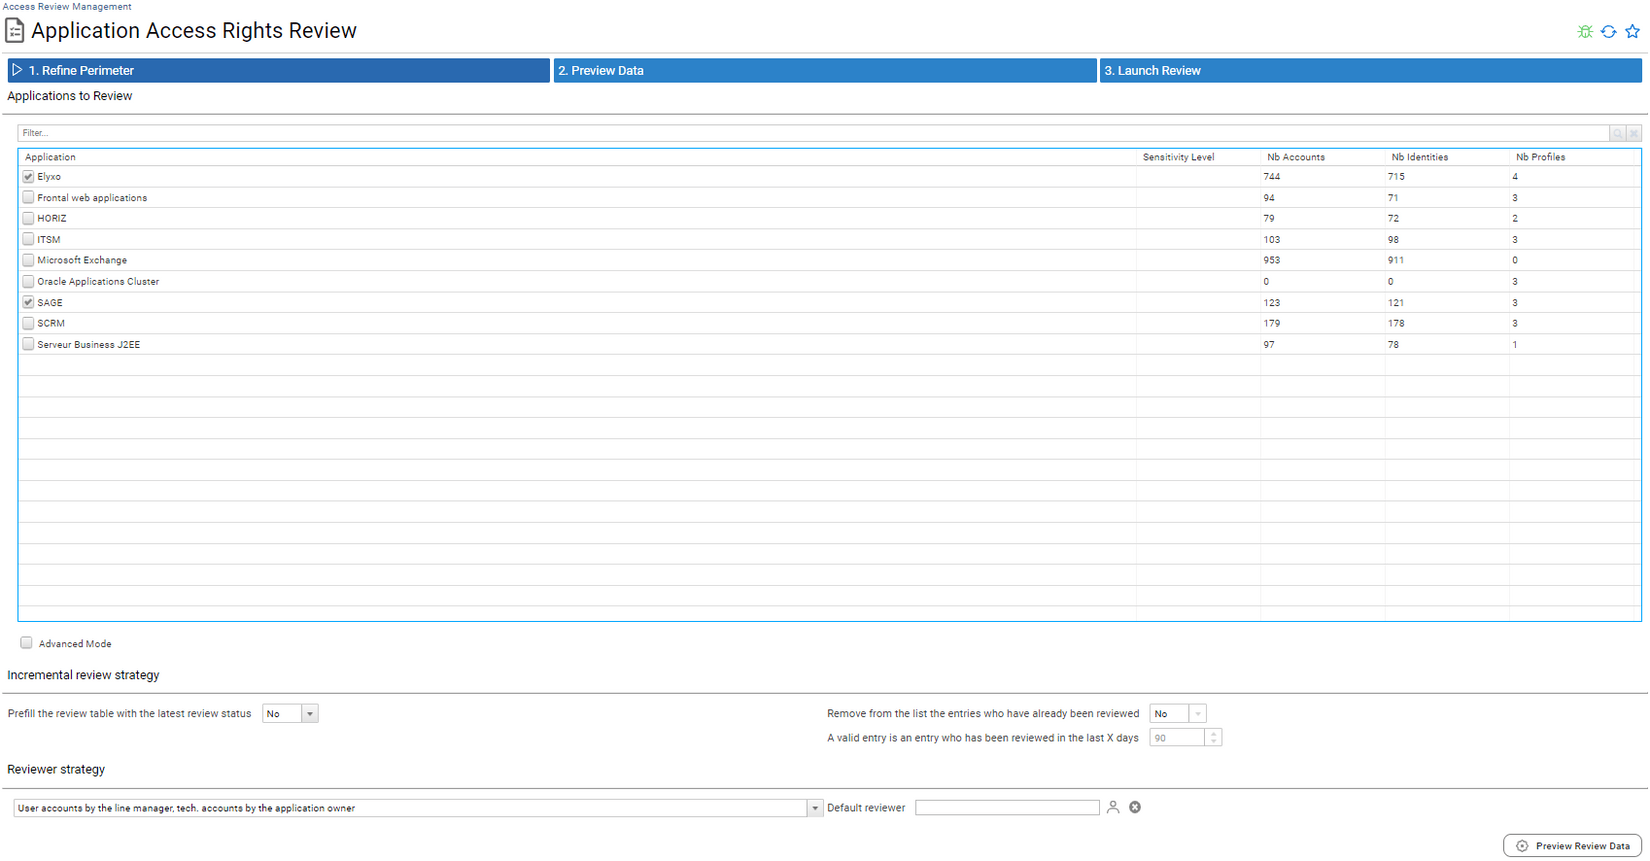 Access Review Management
Application Access Rights Review
1. Refine Perimeter
2. Preview Data
3. Launch Review
Applications to Review
Filter...
Application Sensitivity Level Nb Accounts Nb Identities Nb Profiles
Elyxo 744 715 4
Frontal web applications 94 71 3
HORIZ 79 72 2
ITSM 103 98 3
Microsoft Exchange 953 911 0
Oracle Applications Cluster 0 0 3
SAGE 123 121 3
SCRM 179 178 3
Serveur Business J2EE 97 78 1
Advanced Mode
Incremental review strategy
Prefill the review table with the latest review status No
Remove from the list the entries who have already been reviewed No
A valid entry is an entry who has been reviewed in the last X days 90
Reviewer strategy
User accounts by the line manager, tech. accounts by the application owner
Default reviewer
Preview Review Data